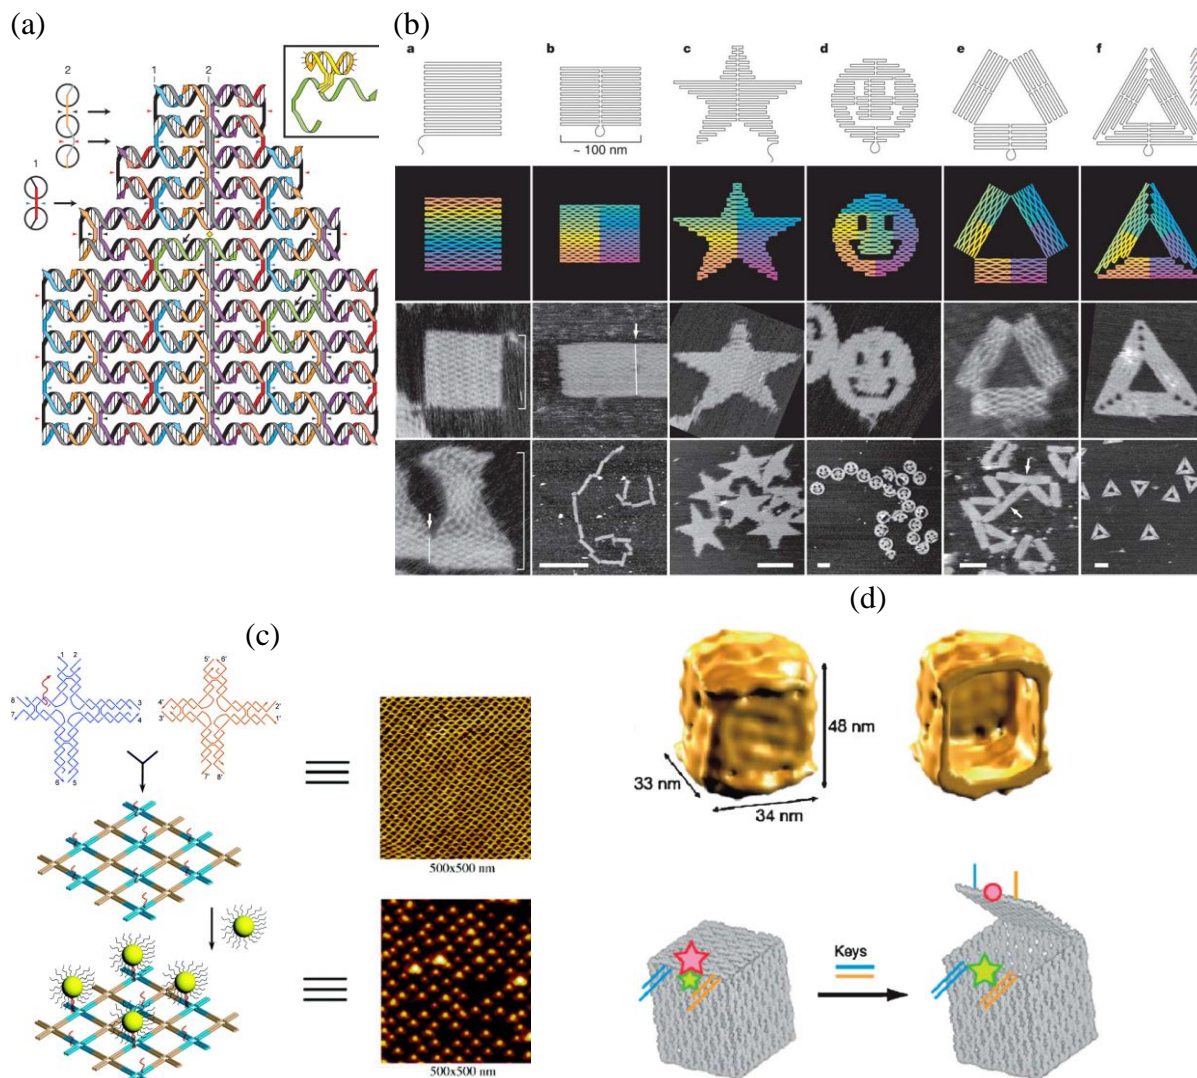 (a)
2
1
1 2
(b)
a b c d e f
~ 100 nm
(c)
1 2
8
7
3
4
6 5
5' 6'
4'
3'
2'
1'
7' 8'
500x500 nm
500x500 nm
(d)
48 nm
33 nm
34 nm
Keys